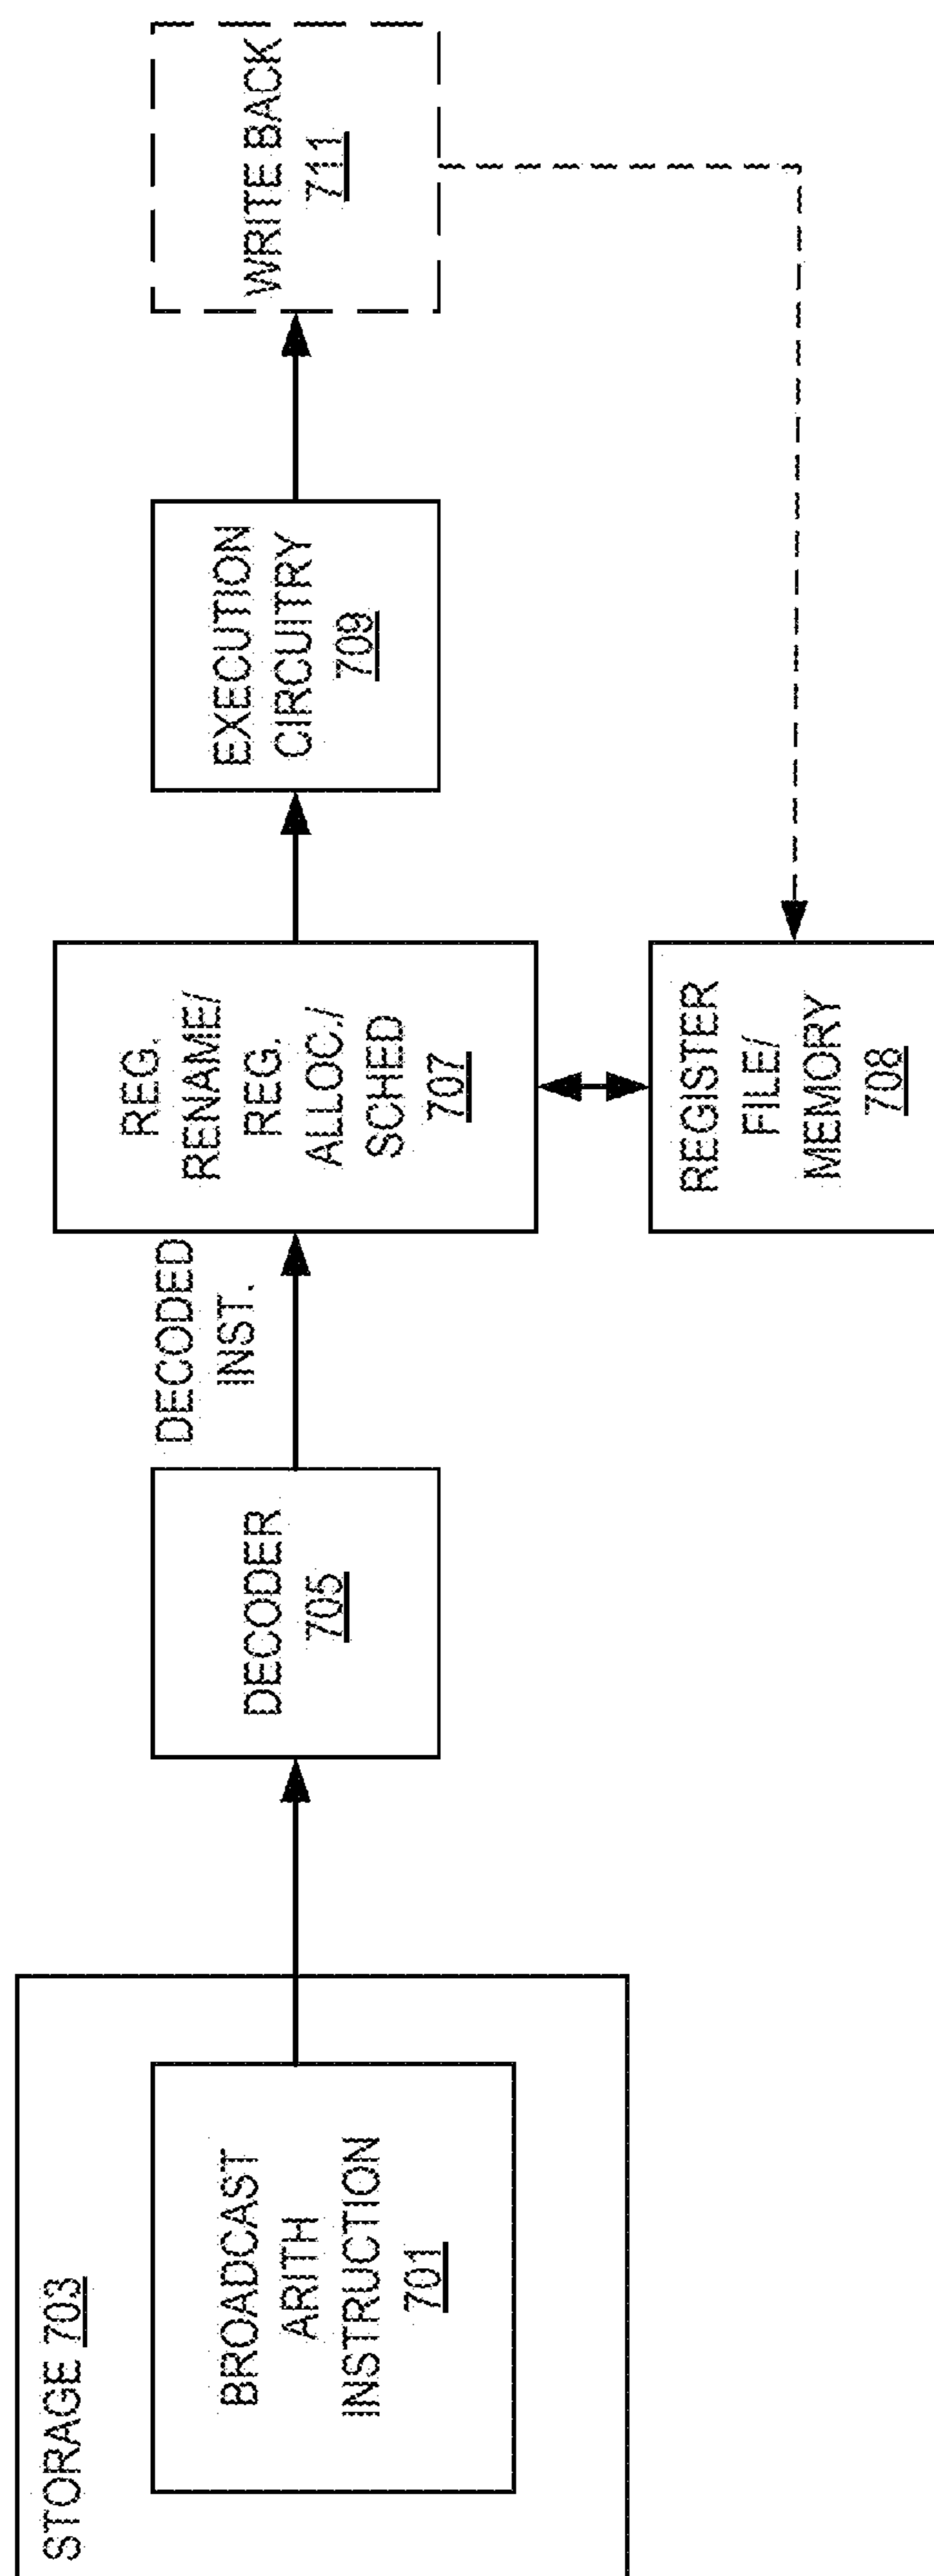 STORAGE 703
BROADCAST
ARITH
INSTRUCTION
701
DECODER
705
DECODED
INST.
REG.
RENAME/
REG.
ALLOC./
SCHED
707
REGISTER
FILE/
MEMORY
708
EXECUTION
CIRCUITRY
709
WRITE BACK
711